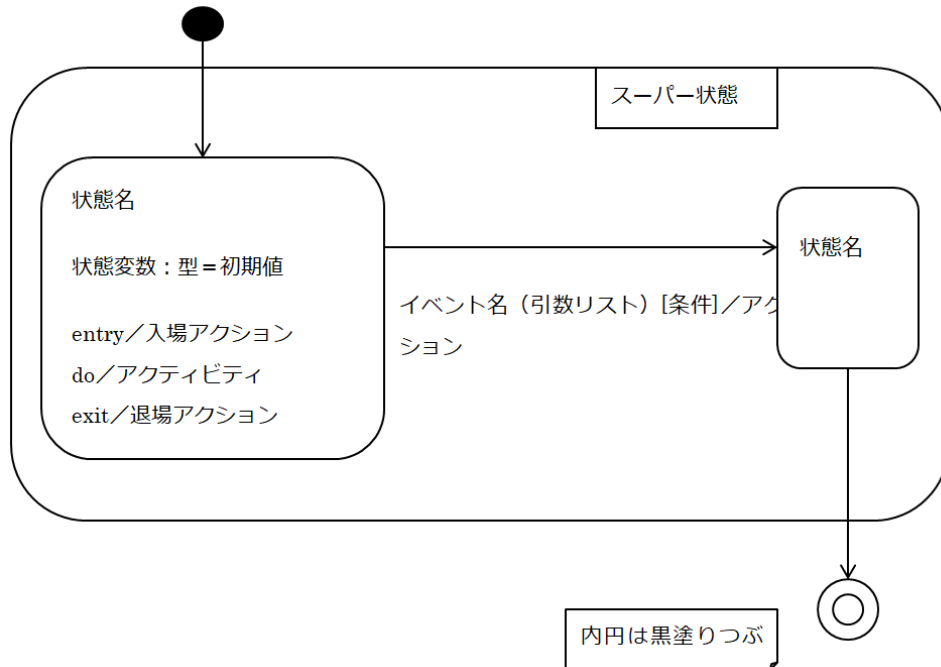 スーパー状態
状態名
状態変数：型＝初期値
entry／入場アクション
do／アクティビティ
exit／退場アクション
イベント名（引数リスト）[条件]／アク
ション
状態名
内円は黒塗りつぶ